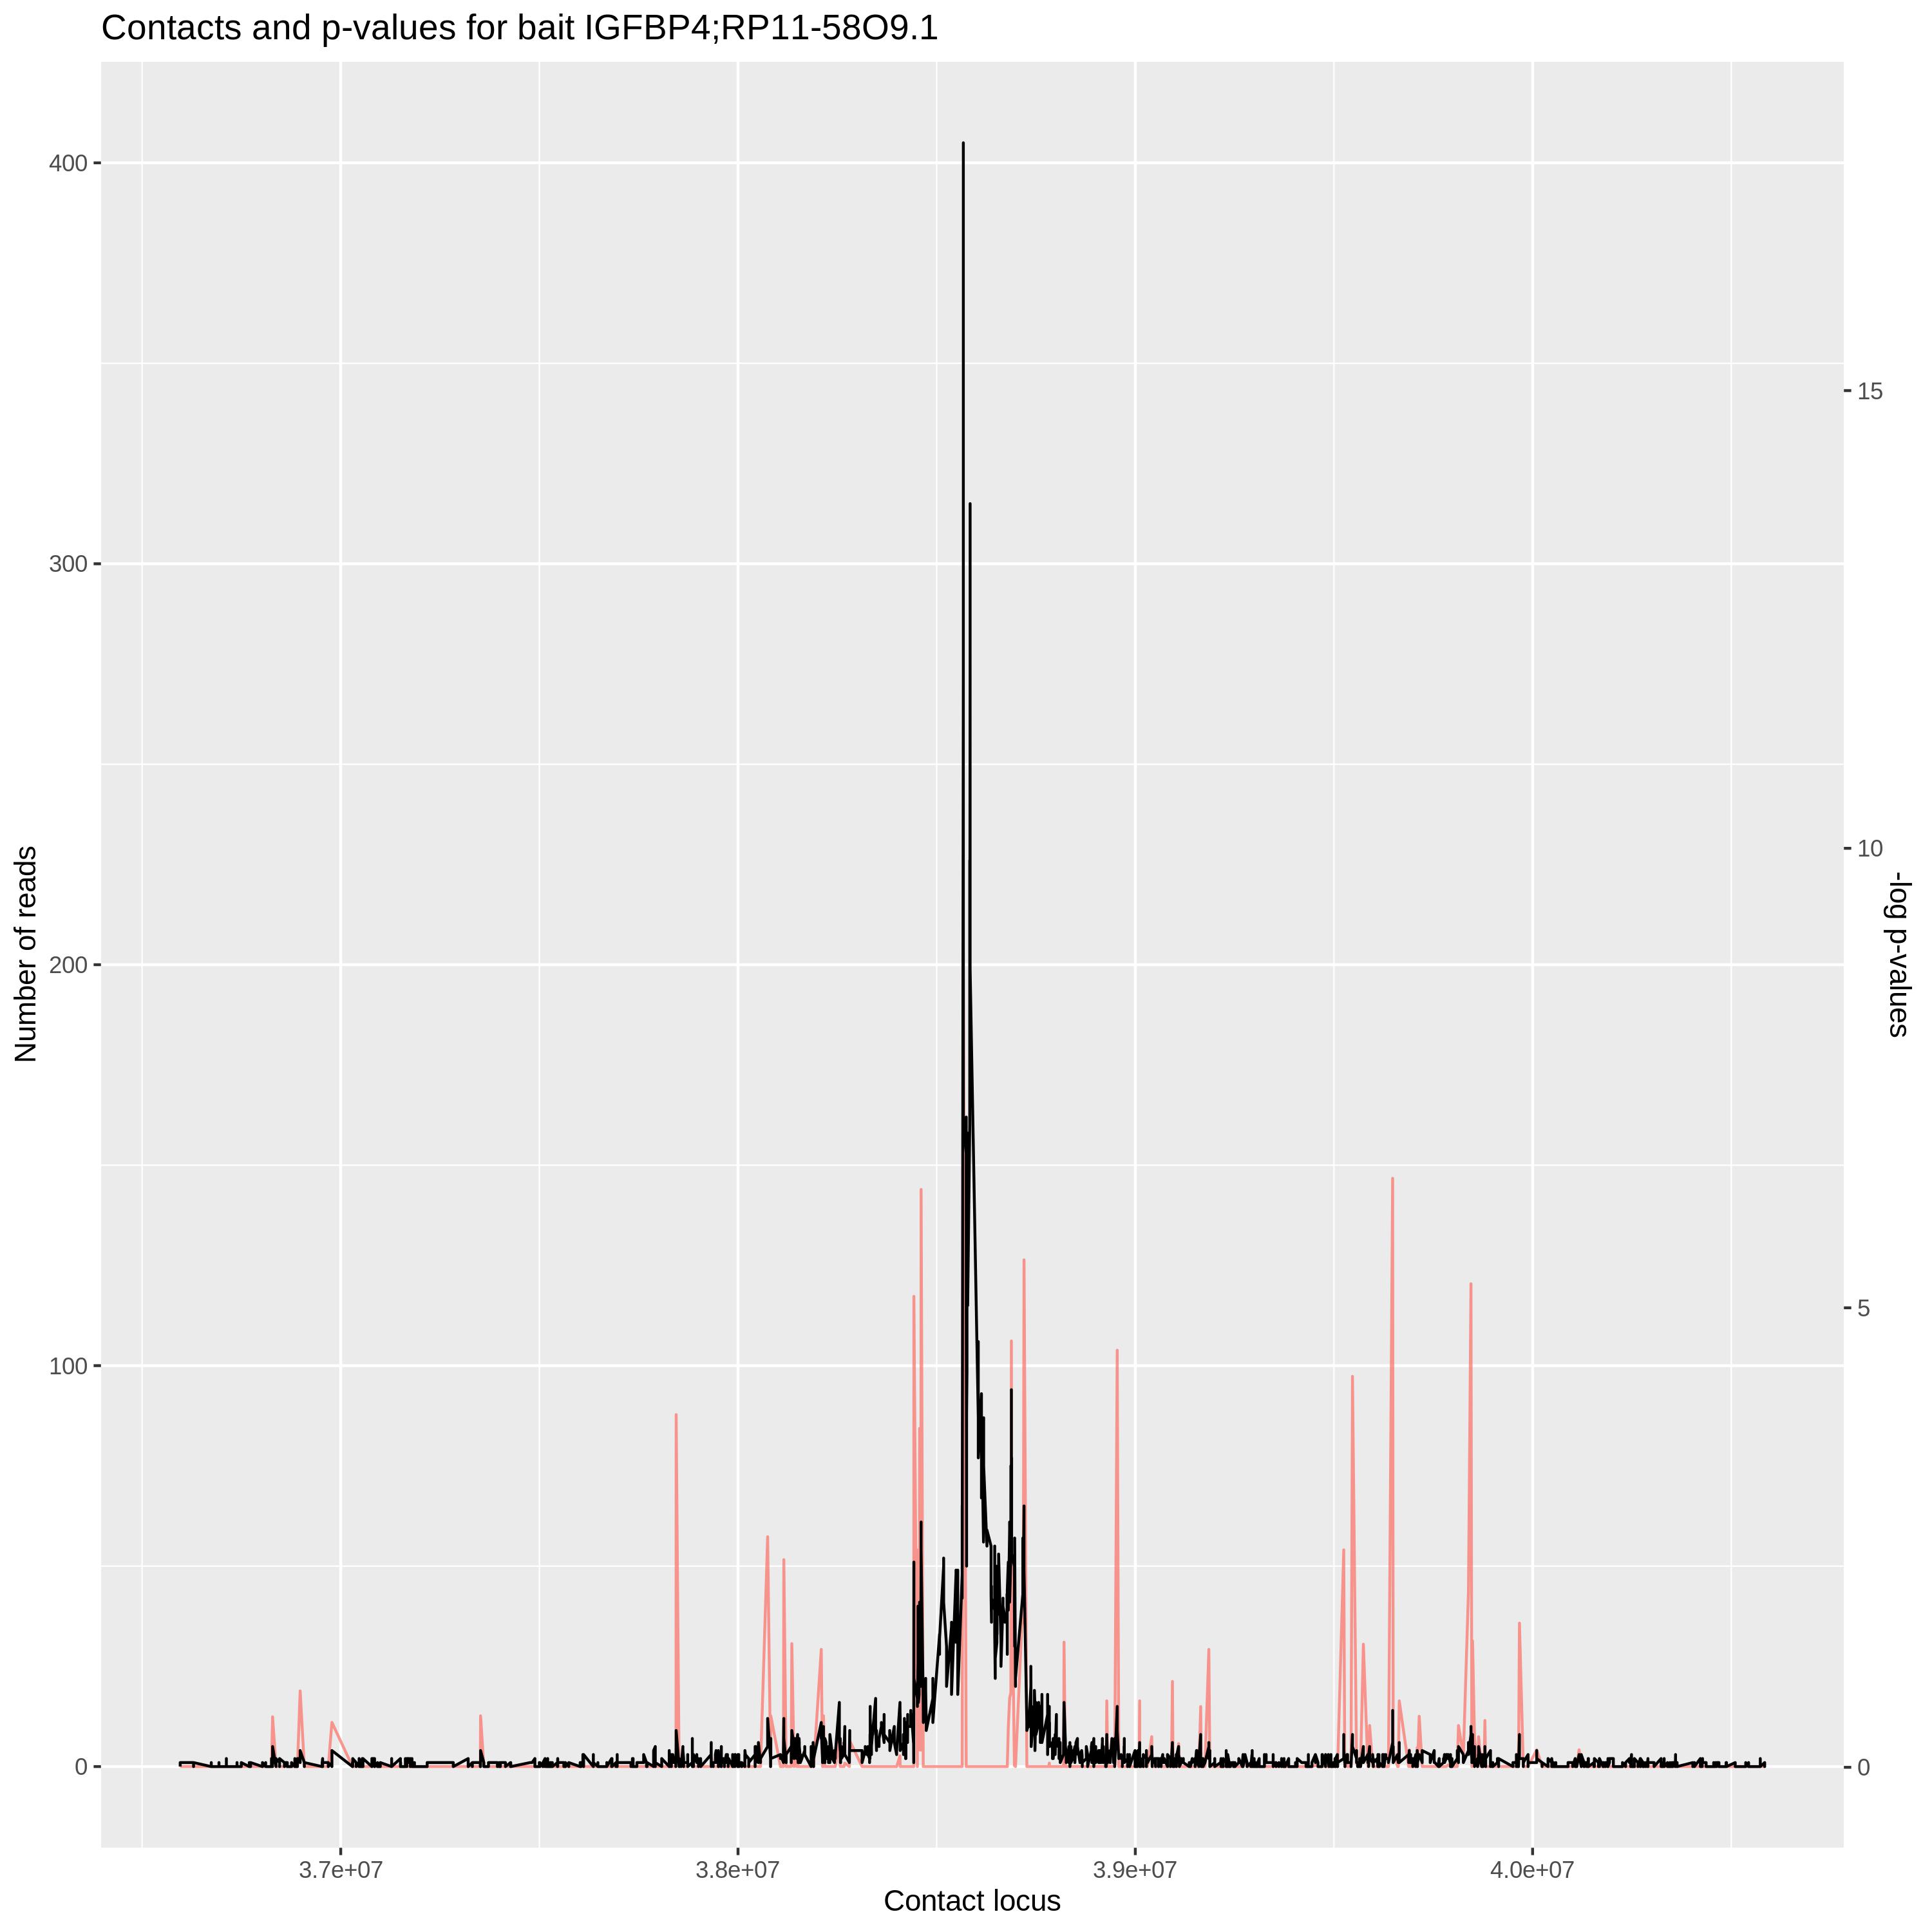 Contacts and p-values for bait IGFBP4;RP11-58O9.1
400
300
200
100
0
Number of reads
15
10
5
0
-log p-values
3.7e+07
3.8e+07
3.9e+07
4.0e+07
Contact locus